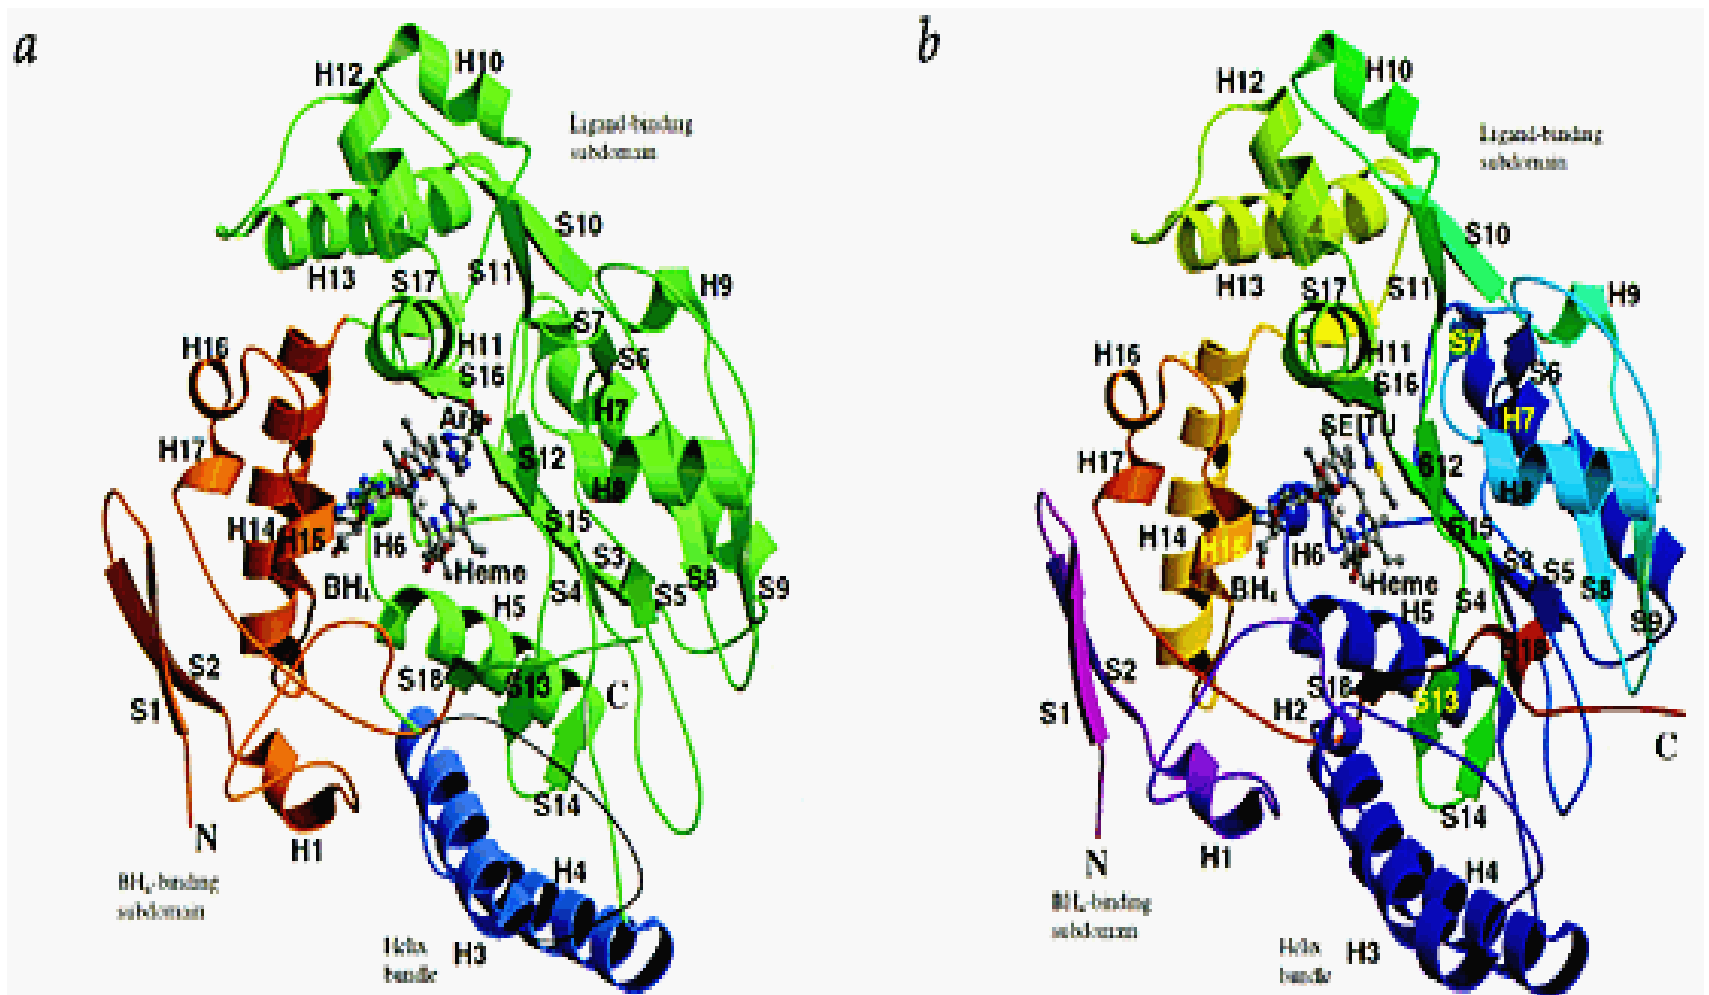 a
H12
H10
Ligand-binding
subdomain
S10
H13
S17
S11
H9
S7
H16
H11
S6
S16
H7
Arg
H17
S12
H8
H14
H15
S15
H6
S3
Heme
BH4
S8
S9
S4
S5
H5
S2
S18
S13
C
S1
S14
N
H1
H4
BH4-binding
subdomain
Helix
bundle
H3
b
H12
H10
Ligand-binding
subdomain
S10
H13
S17
S11
H9
S7
H16
H11
S6
S16
H7
SEITU
H17
S12
H8
H14
H15
S15
H6
S3
S5
Heme
BH4
S8
S4
H5
S9
S2
S18
S13
S1
H2
C
S14
N
H1
H4
BH4-binding
subdomain
Helix
bundle
H3